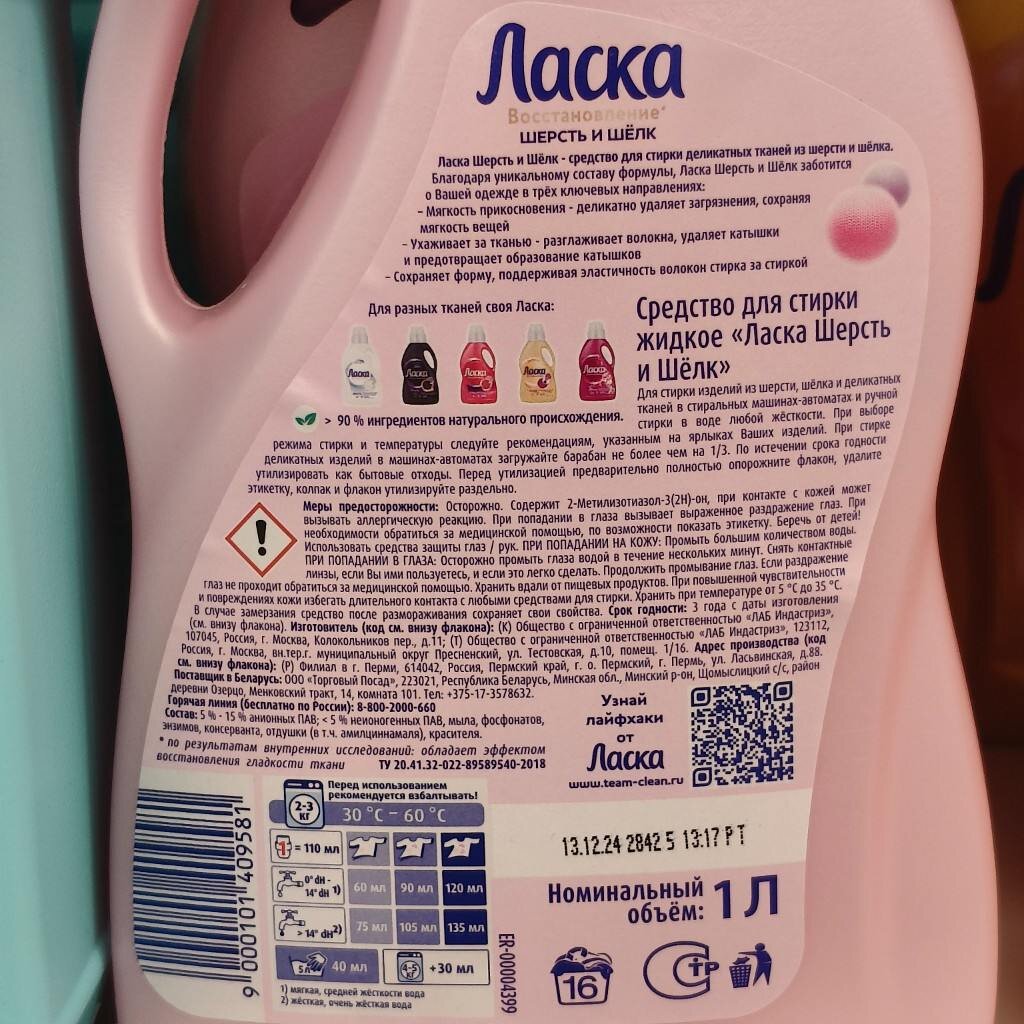 Ласка
Восстановление*
ШЕРСТЬ И ШЁЛК
Ласка Шерсть и Шёлк - средство для стирки деликатных тканей из шерсти и шёлка.
Благодаря уникальному составу формулы, Ласка Шерсть и Шёлк заботится
о Вашей одежде в трёх ключевых направлениях:
- Мягкость прикосновения - деликатно удаляет загрязнения, сохраняя
мягкость вещей
- Ухаживает за тканью - разглаживает волокна, удаляет катышки
и предотвращает образование катышков
- Сохраняет форму, поддерживая эластичность волокон стирка за стиркой
Для разных тканей своя Ласка:
Ласка Ласка Ласка Ласка Ласка
> 90 % ингредиентов натурального происхождения.
Средство для стирки
жидкое «Ласка Шерсть
и Шёлк»
Для стирки изделий из шерсти, шёлка и деликатных
тканей в стиральных машинах-автоматах и ручной
стирки в воде любой жёсткости. При выборе
режима стирки и температуры следуйте рекомендациям, указанным на ярлыках Ваших изделий. При стирке
деликатных изделий в машинах-автоматах загружайте барабан не более чем на 1/3. По истечении срока годности
утилизировать как бытовые отходы. Перед утилизацией предварительно полностью опорожните флакон, удалите
этикетку, колпак и флакон утилизируйте раздельно.
Меры предосторожности: Осторожно. Содержит 2-Метилизотиазол-3(2H)-он, при контакте с кожей может
вызывать аллергическую реакцию. При попадании в глаза вызывает выраженное раздражение глаз. При
необходимости обратиться за медицинской помощью, по возможности показать этикетку. Беречь от детей!
Использовать средства защиты глаз / рук. ПРИ ПОПАДАНИИ НА КОЖУ: Промыть большим количеством воды.
ПРИ ПОПАДАНИИ В ГЛАЗА: Осторожно промыть глаза водой в течение нескольких минут. Снять контактные
линзы, если Вы ими пользуетесь, и если это легко сделать. Продолжить промывание глаз. Если раздражение
глаз не проходит обратиться за медицинской помощью. Хранить вдали от пищевых продуктов. При повышенной чувствительности
и повреждениях кожи избегать длительного контакта с любыми средствами для стирки. Хранить при температуре от 5 °C до 35 °C.
В случае замерзания средство после размораживания сохраняет свои свойства. Срок годности: 3 года с даты изготовления
(см. внизу флакона). Изготовитель (код см. внизу флакона): (К) Общество с ограниченной ответственностью «ЛАБ Индастриз»,
107045, Россия, г. Москва, Колокольников пер., д.11; (Т) Общество с ограниченной ответственностью «ЛАБ Индастриз», 123112,
Россия, г. Москва, вн.тер.г. муниципальный округ Пресненский, ул. Тестовская, д.10, помещ. 1/16. Адрес производства (код
см. внизу флакона): (Р) Филиал в г. Перми, 614042, Россия, Пермский край, г. о. Пермский, г. Пермь, ул. Ласьвинская, д.88.
Поставщик в Беларусь: ООО «Торговый Посад», 223021, Республика Беларусь, Минская обл., Минский р-он, Щомыслицкий с/с, район
деревни Озерцо, Менковский тракт, 14, комната 101. Тел: +375-17-3578632.
Горячая линия (бесплатно по России): 8-800-2000-660
Состав: 5 % - 15 % анионных ПАВ; < 5 % неионогенных ПАВ, мыла, фосфонатов,
энзимов, консерванта, отдушки (в т.ч. амилциннамаля), красителя.
* по результатам внутренних исследований: обладает эффектом
восстановления гладкости ткани
ТУ 20.41.32-022-89589540-2018
Узнай
лайфхаки
от
Ласка
www.team-clean.ru
9 000101 409581
Перед использованием
рекомендуется взбалтывать!
2-3
кг
30 °C – 60 °C
1 = 110 мл
0° dH -
14° dH 1)
60 мл 90 мл 120 мл
> 14° dH2)
75 мл 105 мл 135 мл
5л 40 мл
4-5
кг
+30 мл
1) мягкая, средней жёсткости вода
2) жёсткая, очень жёсткая вода
ER-00004399
13.12.24 2842 5 13:17 Р Т
Номинальный
объём: 1 Л
16
СТР